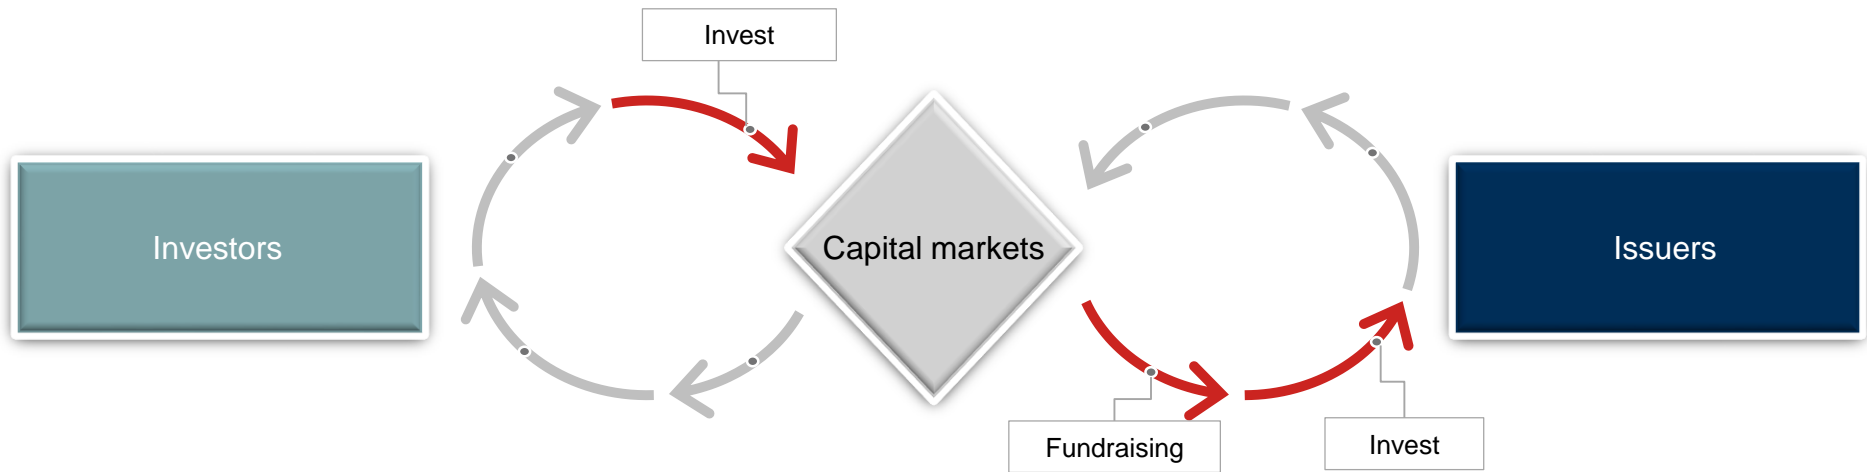 Invest
Investors
Capital markets
Issuers
Fundraising
Invest